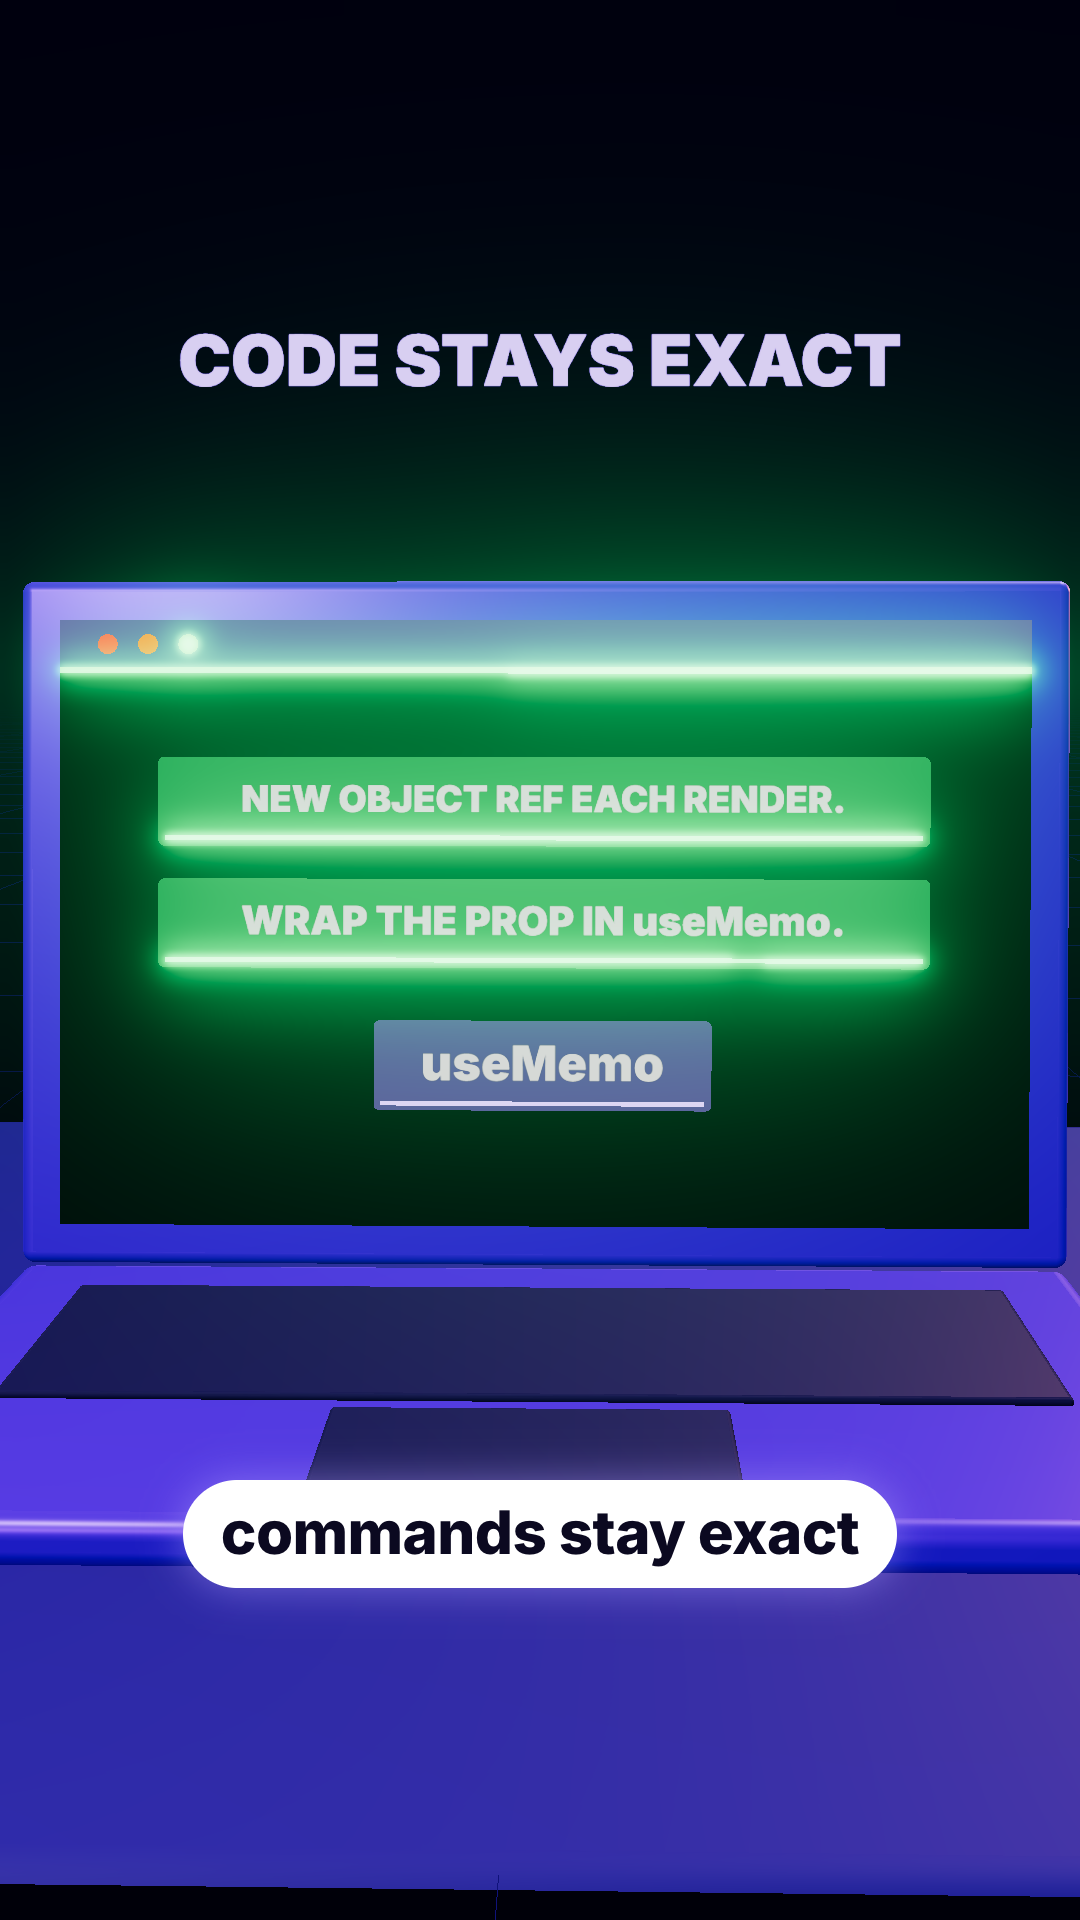 CODE STAYS EXACT
NEW OBJECT REF EACH RENDER.
WRAP THE PROP IN useMemo.
useMemo
commands stay exact